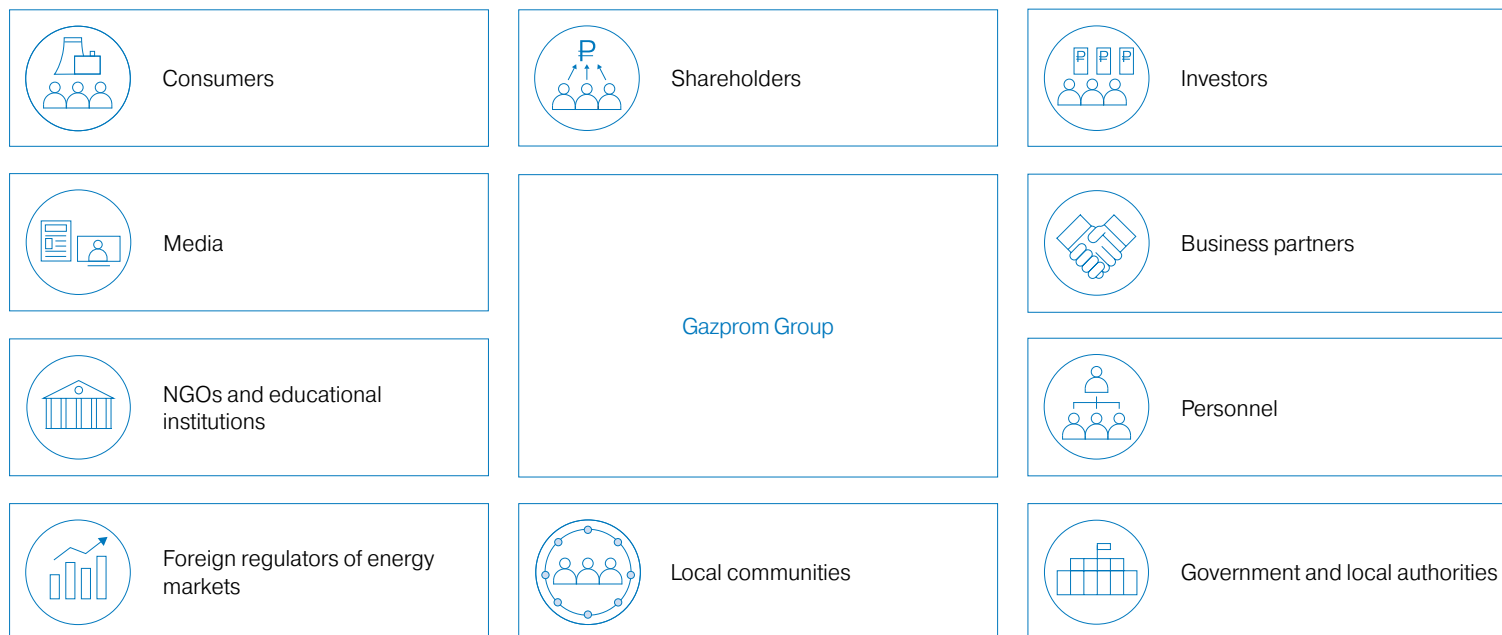 Consumers
Shareholders
Investors
Media
Gazprom Group
Business partners
NGOs and educational
institutions
Personnel
Foreign regulators of energy
markets
Local communities
Government and local authorities